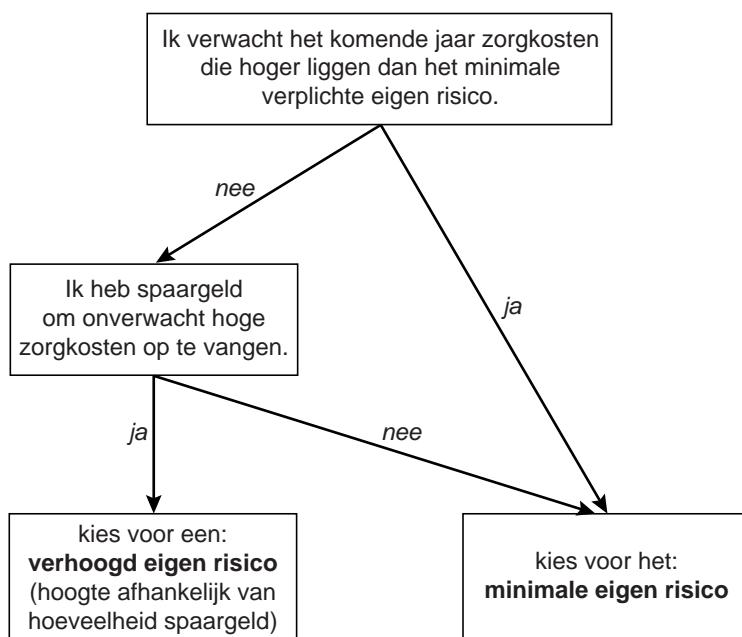 Ik verwacht het komende jaar zorgkosten
die hoger liggen dan het minimale
verplichte eigen risico.
nee
ja
Ik heb spaargeld
om onverwacht hoge
zorgkosten op te vangen.
ja
nee
kies voor een:
verhoogd eigen risico
(hoogte afhankelijk van
hoeveelheid spaargeld)
kies voor het:
minimale eigen risico